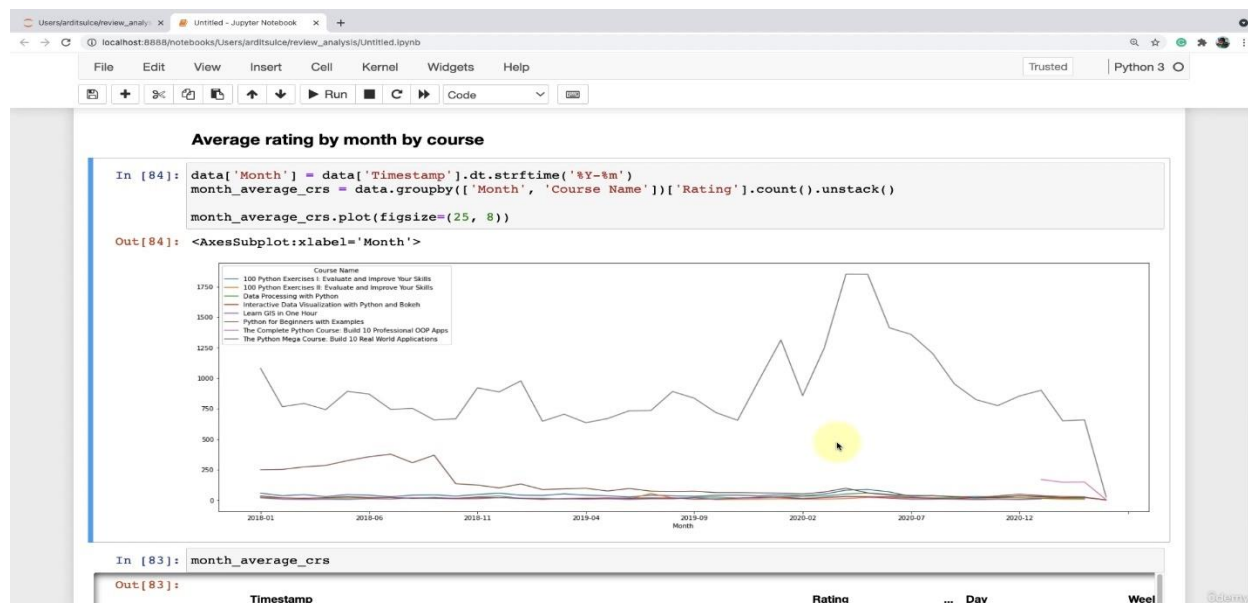 Users/arditsulce/review_analy
Untitled - Jupyter Notebook
localhost:8888/notebooks/Users/arditsulce/review_analysis/Untitled.ipynb
File Edit View Insert Cell Kernel Widgets Help
Trusted
Python 3
Run
Code
Average rating by month by course
In [84]: data['Month'] = data['Timestamp'].dt.strftime('%Y-%m')
month_average_crs = data.groupby(['Month', 'Course Name'])['Rating'].count().unstack()
month_average_crs.plot(figsize=(25, 8))
Out[84]: <AxesSubplot:xlabel='Month'>
Course Name
100 Python Exercises I: Evaluate and Improve Your Skills
100 Python Exercises II: Evaluate and Improve Your Skills
Data Processing with Python
Interactive Data Visualization with Python and Bokeh
Learn GIS in One Hour
Python for Beginners with Examples
The Complete Python Course: Build 10 Professional OOP Apps
The Python Mega Course: Build 10 Real World Applications
1750
1500
1250
1000
750
500
250
0
2018-01 2018-06 2018-11 2019-04 2019-09 2020-02 2020-07 2020-12
Month
In [83]: month_average_crs
Out[83]:
Timestamp Rating ... Day Weel
Udemy